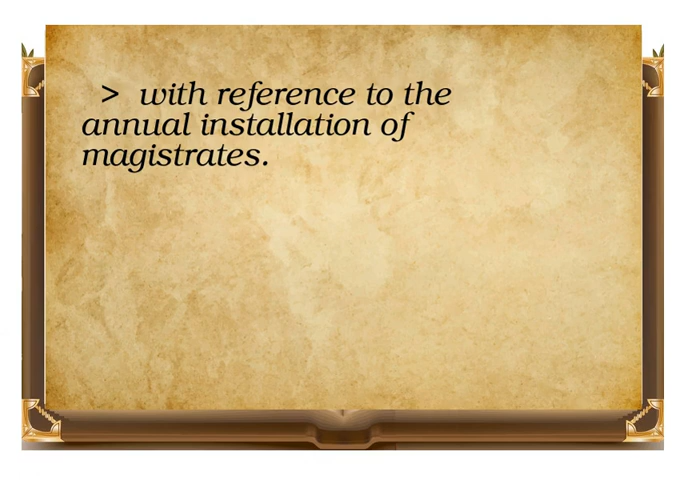 > with reference to the
annual installation of
magistrates.